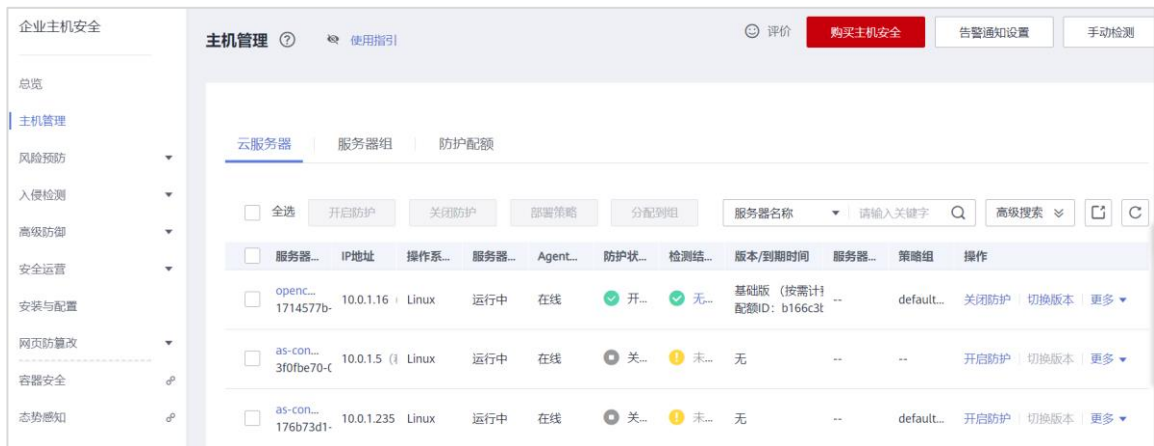 企业主机安全
主机管理 使用指引 评价 购买主机安全 告警通知设置 手动检测
总览
主机管理
风险预防
入侵检测
高级防御
安全运营
安装与配置
网页防篡改
容器安全
态势感知
云服务器 服务器组 防护配额
全选 开启防护 关闭防护 部署策略 分配到组 服务器名称 请输入关键字 高级搜索
服务器... IP地址 操作系... 服务器... Agent... 防护状... 检测结... 版本/到期时间 服务器... 策略组 操作
openc... 10.0.1.16 Linux 运行中 在线 开... 无... 基础版 (按需计 -- default... 关闭防护 切换版本 更多
1714577b- 配额ID: b166c3b
as-con... 10.0.1.5 Linux 运行中 在线 关... 未... 无 -- -- 开启防护 切换版本 更多
3f0fbe70-0
as-con... 10.0.1.235 Linux 运行中 在线 关... 未... 无 -- default... 开启防护 切换版本 更多
176b73d1-